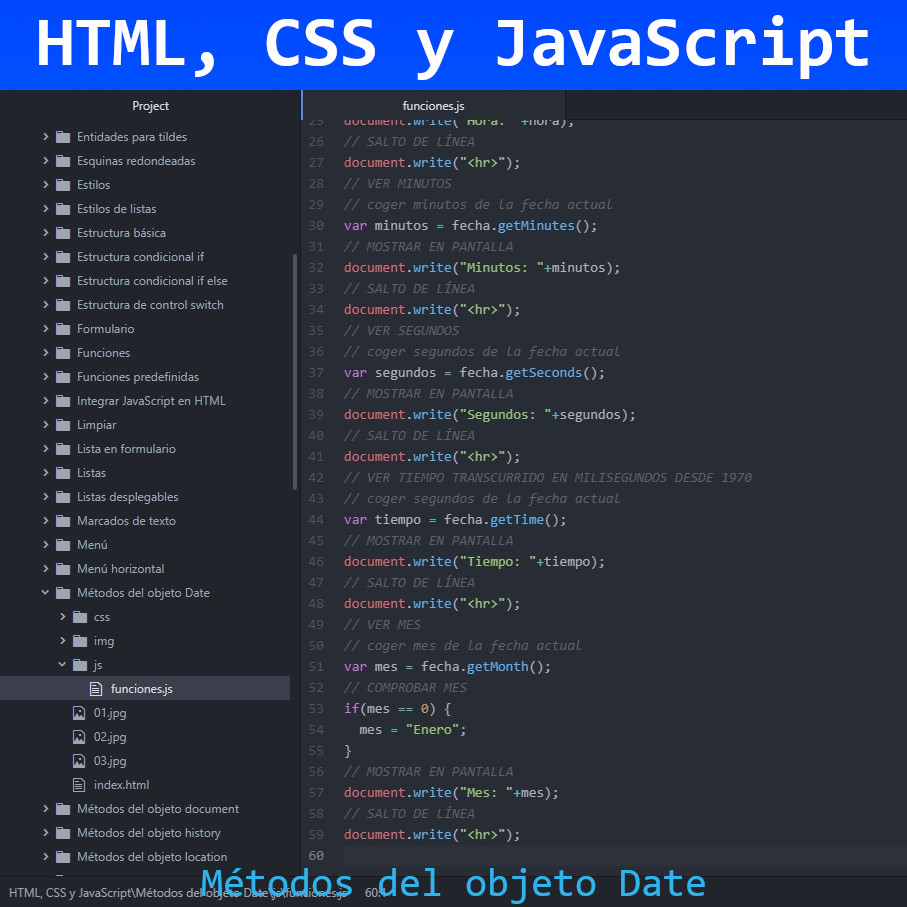 HTML, CSS y JavaScript
Project
Entidades para tildes
Esquinas redondeadas
Estilos
Estilos de listas
Estructura básica
Estructura condicional if
Estructura condicional if else
Estructura de control switch
Formulario
Funciones
Funciones predefinidas
Integrar JavaScript en HTML
Limpiar
Lista en formulario
Listas
Listas desplegables
Marcados de texto
Menú
Menú horizontal
Métodos del objeto Date
css
img
js
funciones.js
01.jpg
02.jpg
03.jpg
index.html
Métodos del objeto document
Métodos del objeto history
Métodos del objeto location
funciones.js
25 document.write("Hora: "+hora);
26 // SALTO DE LÍNEA
27 document.write("<hr>");
28 // VER MINUTOS
29 // coger minutos de la fecha actual
30 var minutos = fecha.getMinutes();
31 // MOSTRAR EN PANTALLA
32 document.write("Minutos: "+minutos);
33 // SALTO DE LÍNEA
34 document.write("<hr>");
35 // VER SEGUNDOS
36 // coger segundos de la fecha actual
37 var segundos = fecha.getSeconds();
38 // MOSTRAR EN PANTALLA
39 document.write("Segundos: "+segundos);
40 // SALTO DE LÍNEA
41 document.write("<hr>");
42 // VER TIEMPO TRANSCURRIDO EN MILISEGUNDOS DESDE 1970
43 // coger segundos de la fecha actual
44 var tiempo = fecha.getTime();
45 // MOSTRAR EN PANTALLA
46 document.write("Tiempo: "+tiempo);
47 // SALTO DE LÍNEA
48 document.write("<hr>");
49 // VER MES
50 // coger mes de la fecha actual
51 var mes = fecha.getMonth();
52 // COMPROBAR MES
53 if(mes == 0) {
54   mes = "Enero";
55 }
56 // MOSTRAR EN PANTALLA
57 document.write("Mes: "+mes);
58 // SALTO DE LÍNEA
59 document.write("<hr>");
60
HTML, CSS y JavaScript\Métodos del objeto Date\js\funciones.js 60:1
Métodos del objeto Date